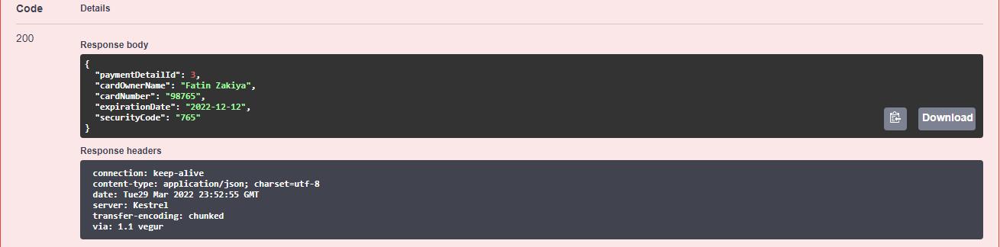 Code Details
200
Response body
{
"paymentDetailId": 3,
"cardOwnerName": "Fatin Zakiya",
"cardNumber": "98765",
"expirationDate": "2022-12-12",
"securityCode": "765"
}
Download
Response headers
connection: keep-alive
content-type: application/json; charset=utf-8
date: Tue29 Mar 2022 23:52:55 GMT
server: Kestrel
transfer-encoding: chunked
via: 1.1 vegur